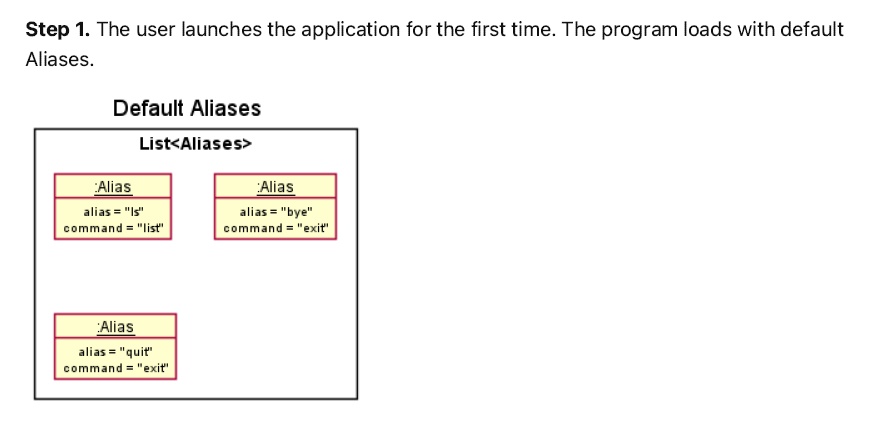 Step 1. The user launches the application for the first time. The program loads with default
Aliases.
Default Aliases
List<Aliases>
:Alias
alias = "ls"
command = "list"
:Alias
alias = "bye"
command = "exit"
:Alias
alias = "quit"
command = "exit"